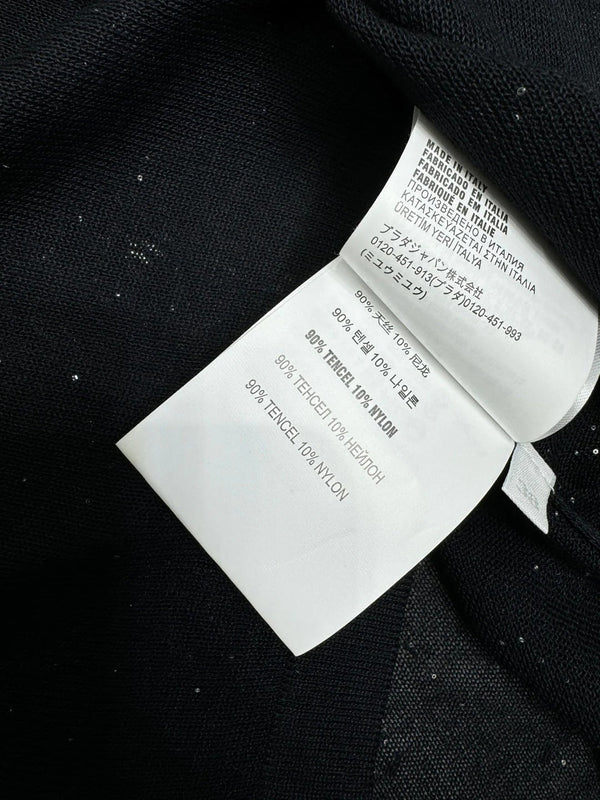 MADE IN ITALY
FABRICADO EN ITALIA
FABRICADO EM ITALIA
FABRIQUE EN ITALIE
ПРОИЗВЕДЕНО В ИТАЛИЯ
ΚΑΤΑΣΚΕΥΑΖΕΤΑΙ ΣΤΗΝ ΙΤΑΛΙΑ
ÜRETİM YERİ İTALYA
プラダジャパン株式会社
0120-451-913(プラダ)0120-451-993
(ミュウミュウ)
90% 天丝 10% 尼龙
90% 텐셀 10% 나일론
90% TENCEL 10% NYLON
90% ТЕНСЕЛ 10% НЕЙЛОН
90% TENCEL 10% NYLON